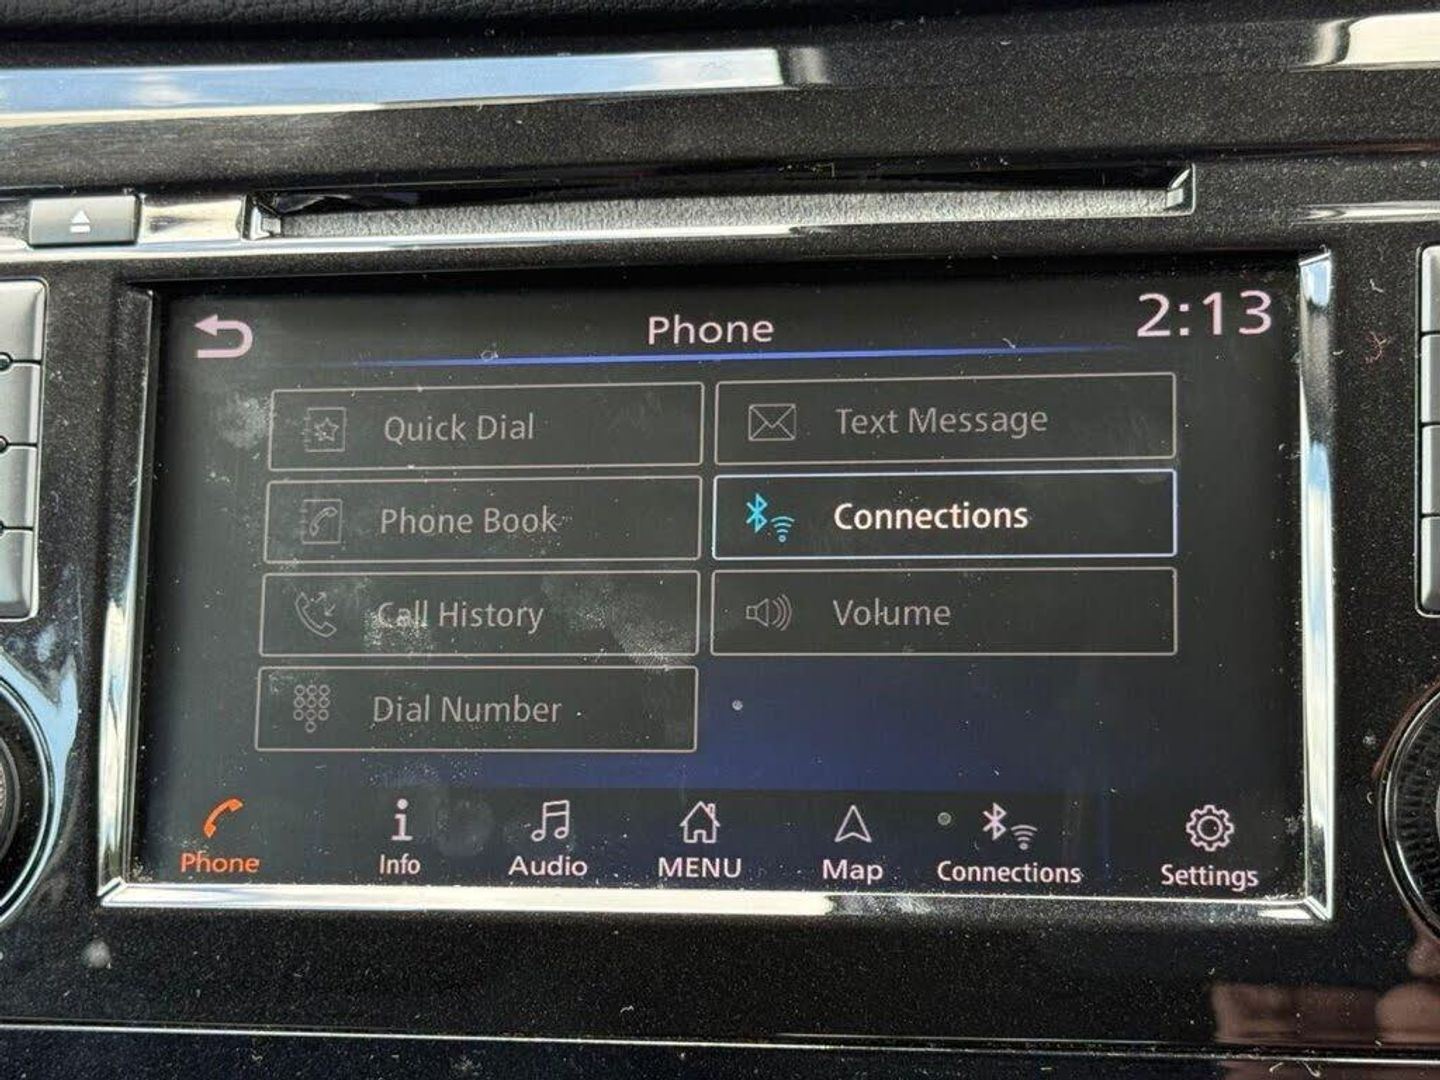 Phone
2:13
Quick Dial
Text Message
Phone Book
Connections
Call History
Volume
Dial Number
Phone
Info
Audio
MENU
Map
Connections
Settings